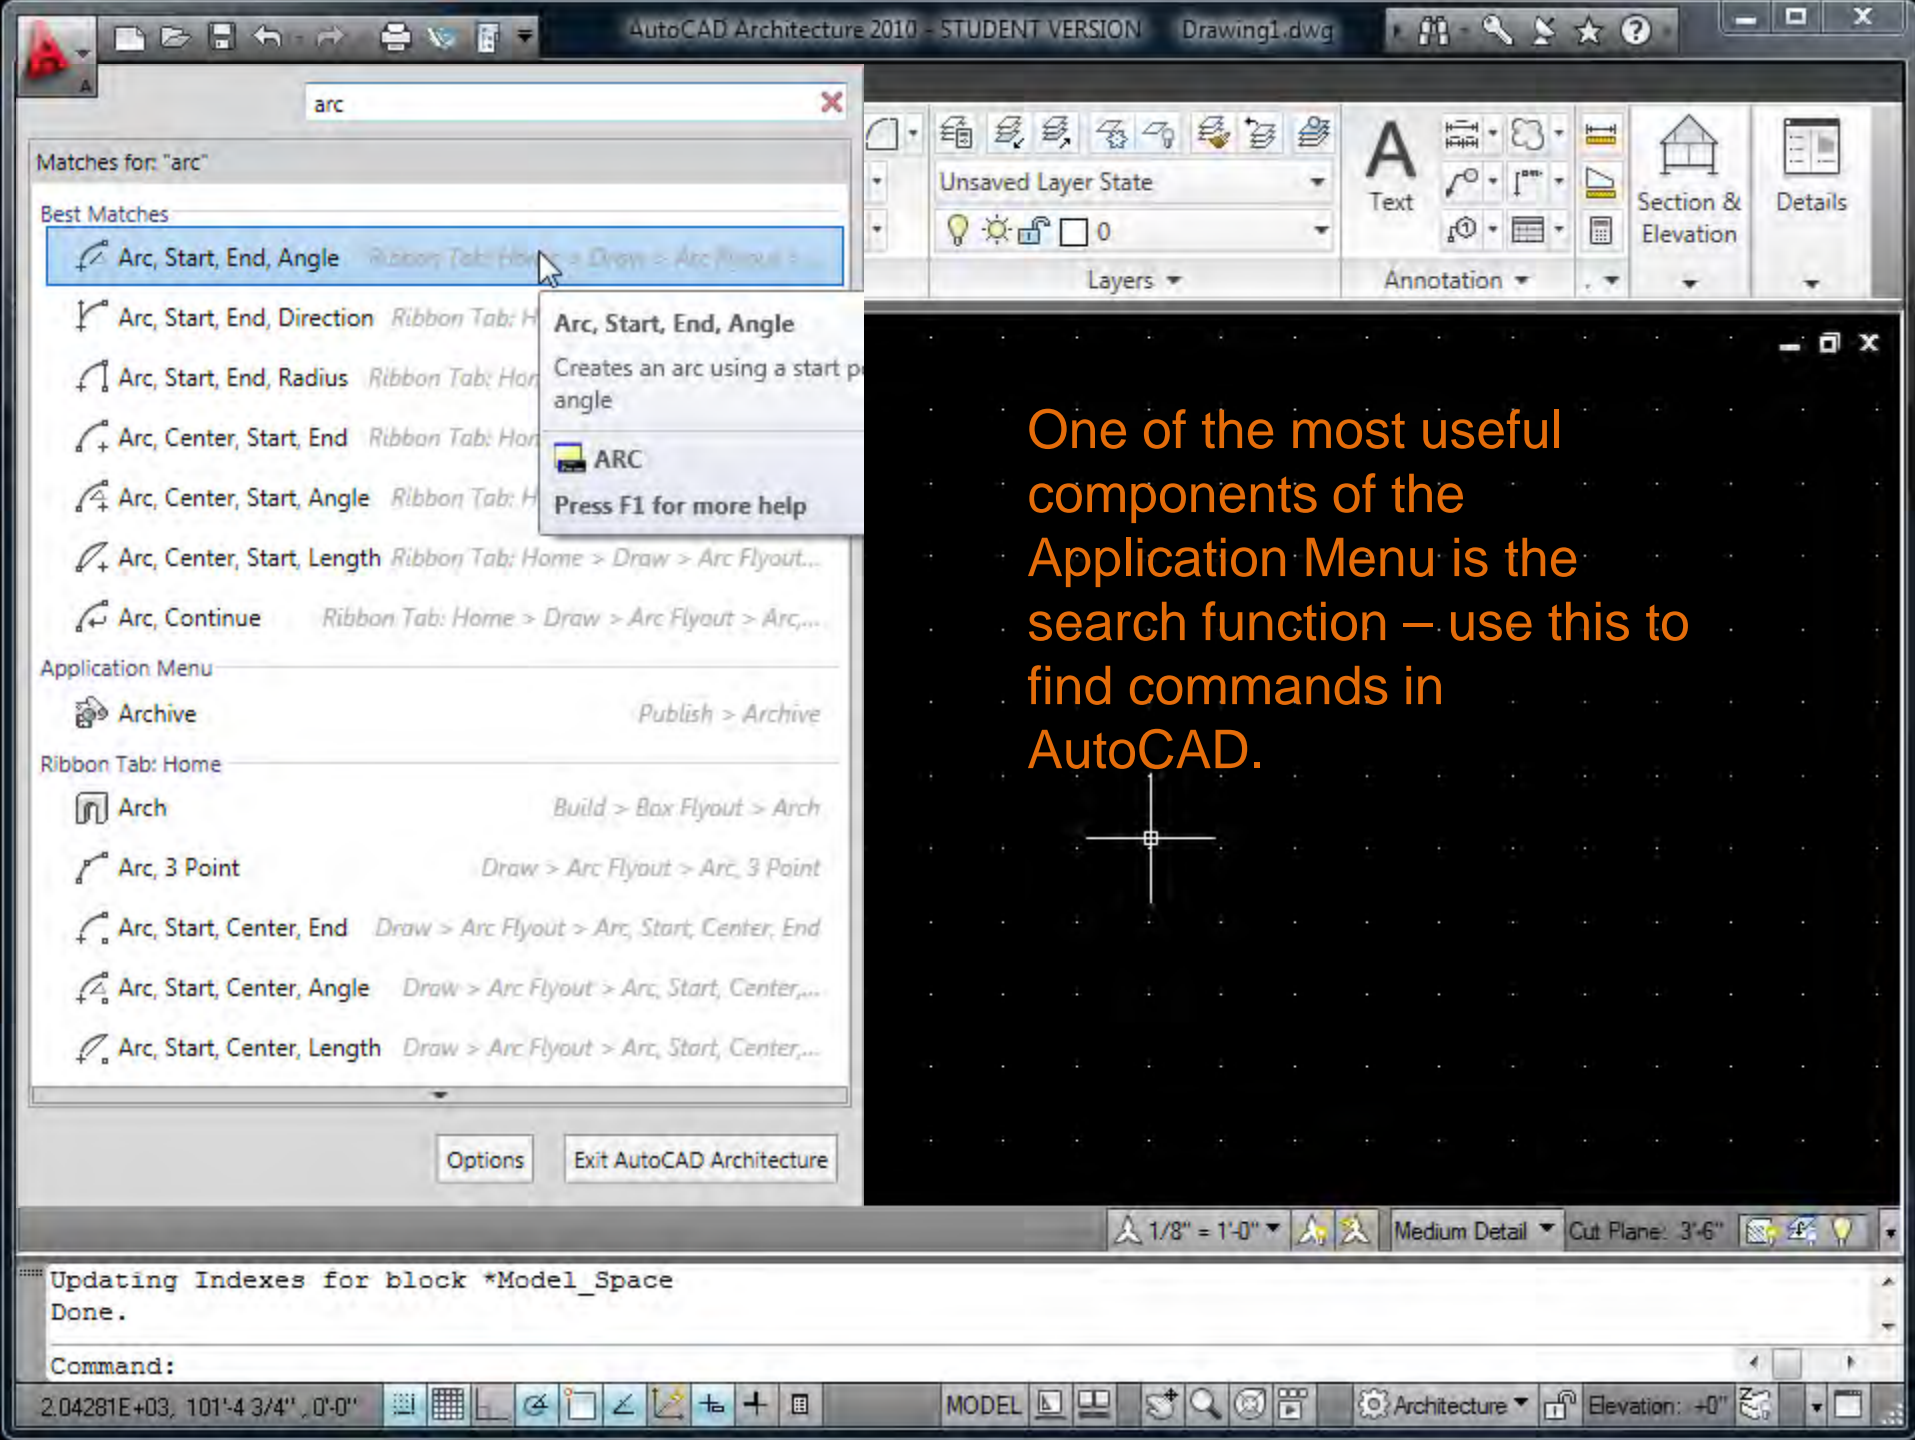 AutoCAD Architecture 2010 - STUDENT VERSION Drawing1.dwg
A
arc
Matches for: "arc"
Best Matches
Arc, Start, End, Angle Ribbon Tab: Home > Draw > Arc Flyout > ...
Arc, Start, End, Direction Ribbon Tab: H
Arc, Start, End, Radius Ribbon Tab: Hom
Arc, Center, Start, End Ribbon Tab: Hom
Arc, Center, Start, Angle Ribbon Tab: H
Arc, Center, Start, Length Ribbon Tab: Home > Draw > Arc Flyout...
Arc, Continue Ribbon Tab: Home > Draw > Arc Flyout > Arc,...
Application Menu
Archive Publish > Archive
Ribbon Tab: Home
Arch Build > Box Flyout > Arch
Arc, 3 Point Draw > Arc Flyout > Arc, 3 Point
Arc, Start, Center, End Draw > Arc Flyout > Arc, Start, Center, End
Arc, Start, Center, Angle Draw > Arc Flyout > Arc, Start, Center,...
Arc, Start, Center, Length Draw > Arc Flyout > Arc, Start, Center,...
Options Exit AutoCAD Architecture
Arc, Start, End, Angle
Creates an arc using a start p
angle
ARC
Press F1 for more help
Unsaved Layer State
0
Layers
A
Text
Annotation
Section &
Elevation
Details
One of the most useful
components of the
Application Menu is the
search function – use this to
find commands in
AutoCAD.
1/8" = 1'-0" Medium Detail Cut Plane: 3'-6"
Updating Indexes for block *Model_Space
Done.
Command:
2.04281E+03, 101'-4 3/4", 0'-0" MODEL Architecture Elevation: +0"